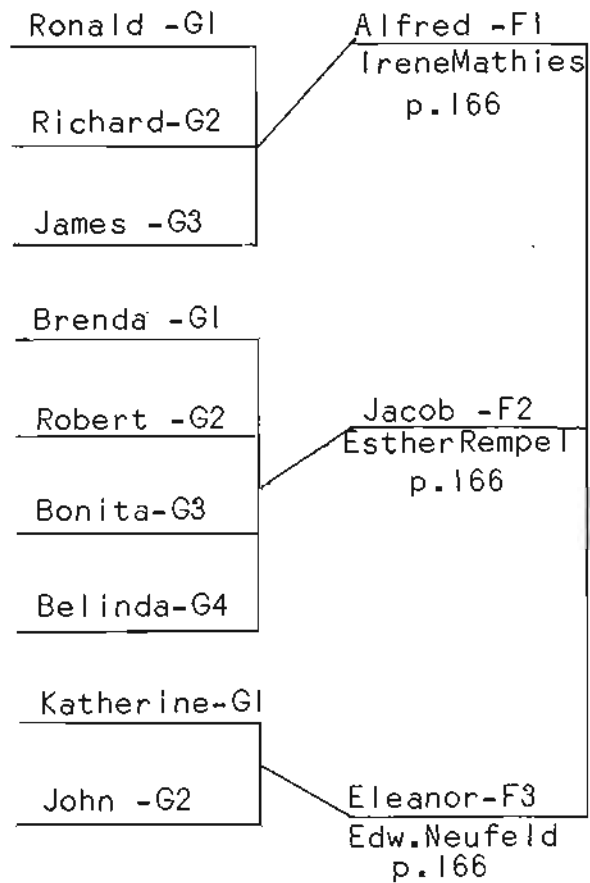 Ronald -G1
Richard-G2
James -G3
Alfred -F1
IreneMathies
p.166
Brenda -G1
Robert -G2
Bonita-G3
Belinda-G4
Jacob -F2
EstherRempel
p.166
Katherine-G1
John -G2
Eleanor-F3
Edw.Neufeld
p.166